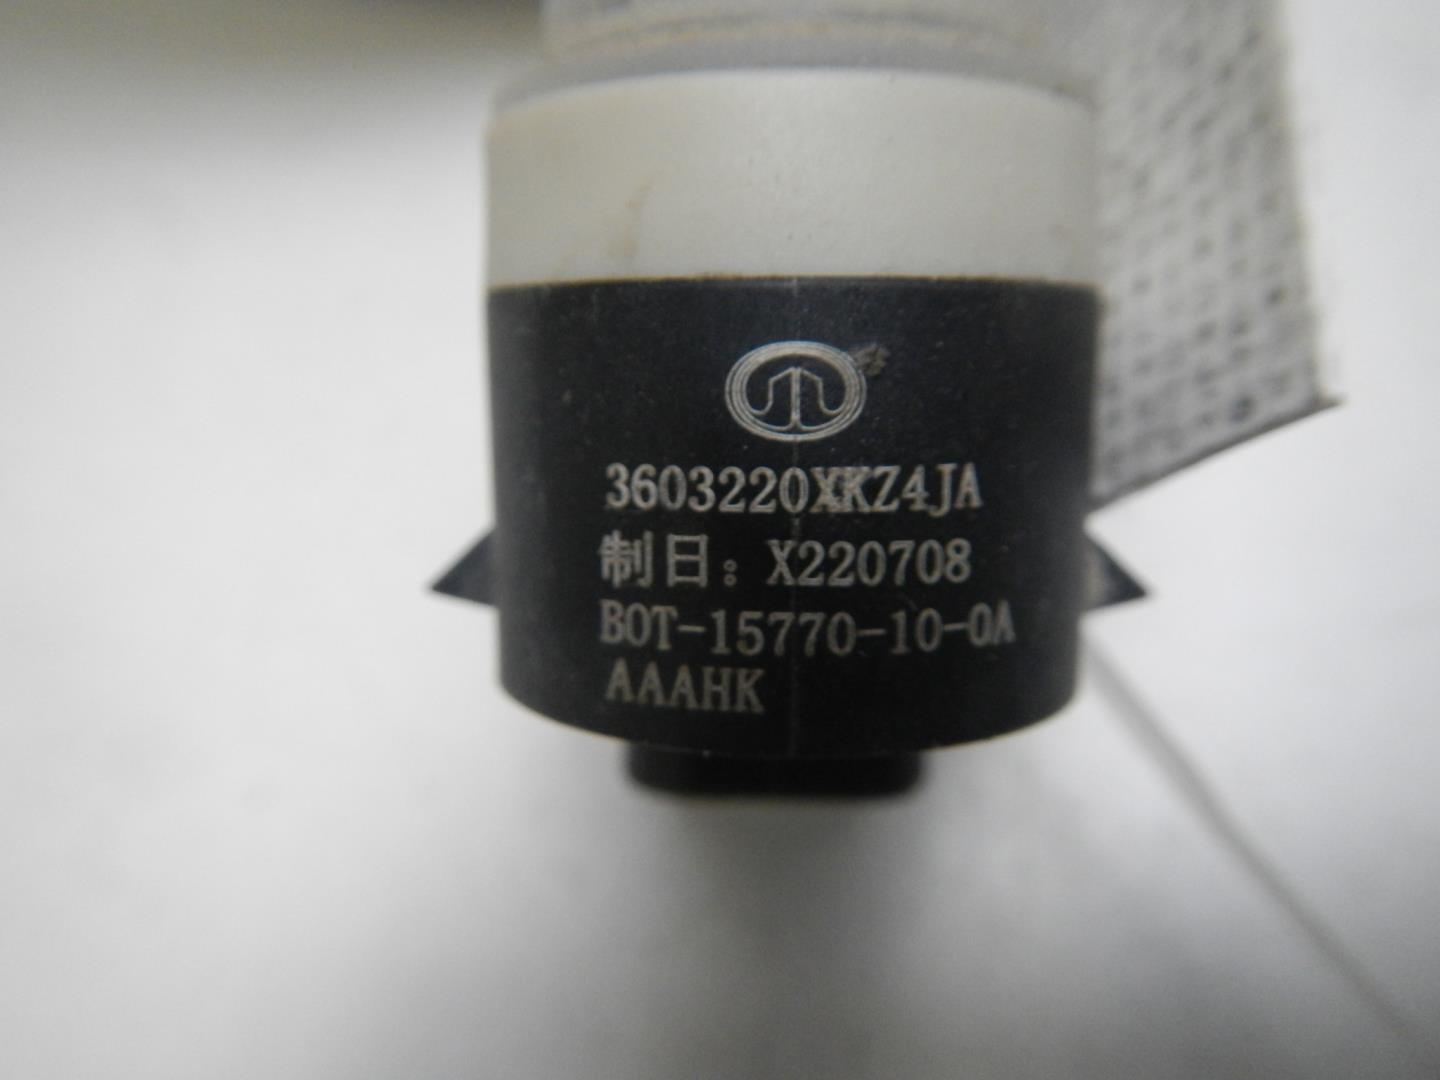 3603220XKZ4JA
制日：X220708
BOT-15770-10-0A
AAAHK